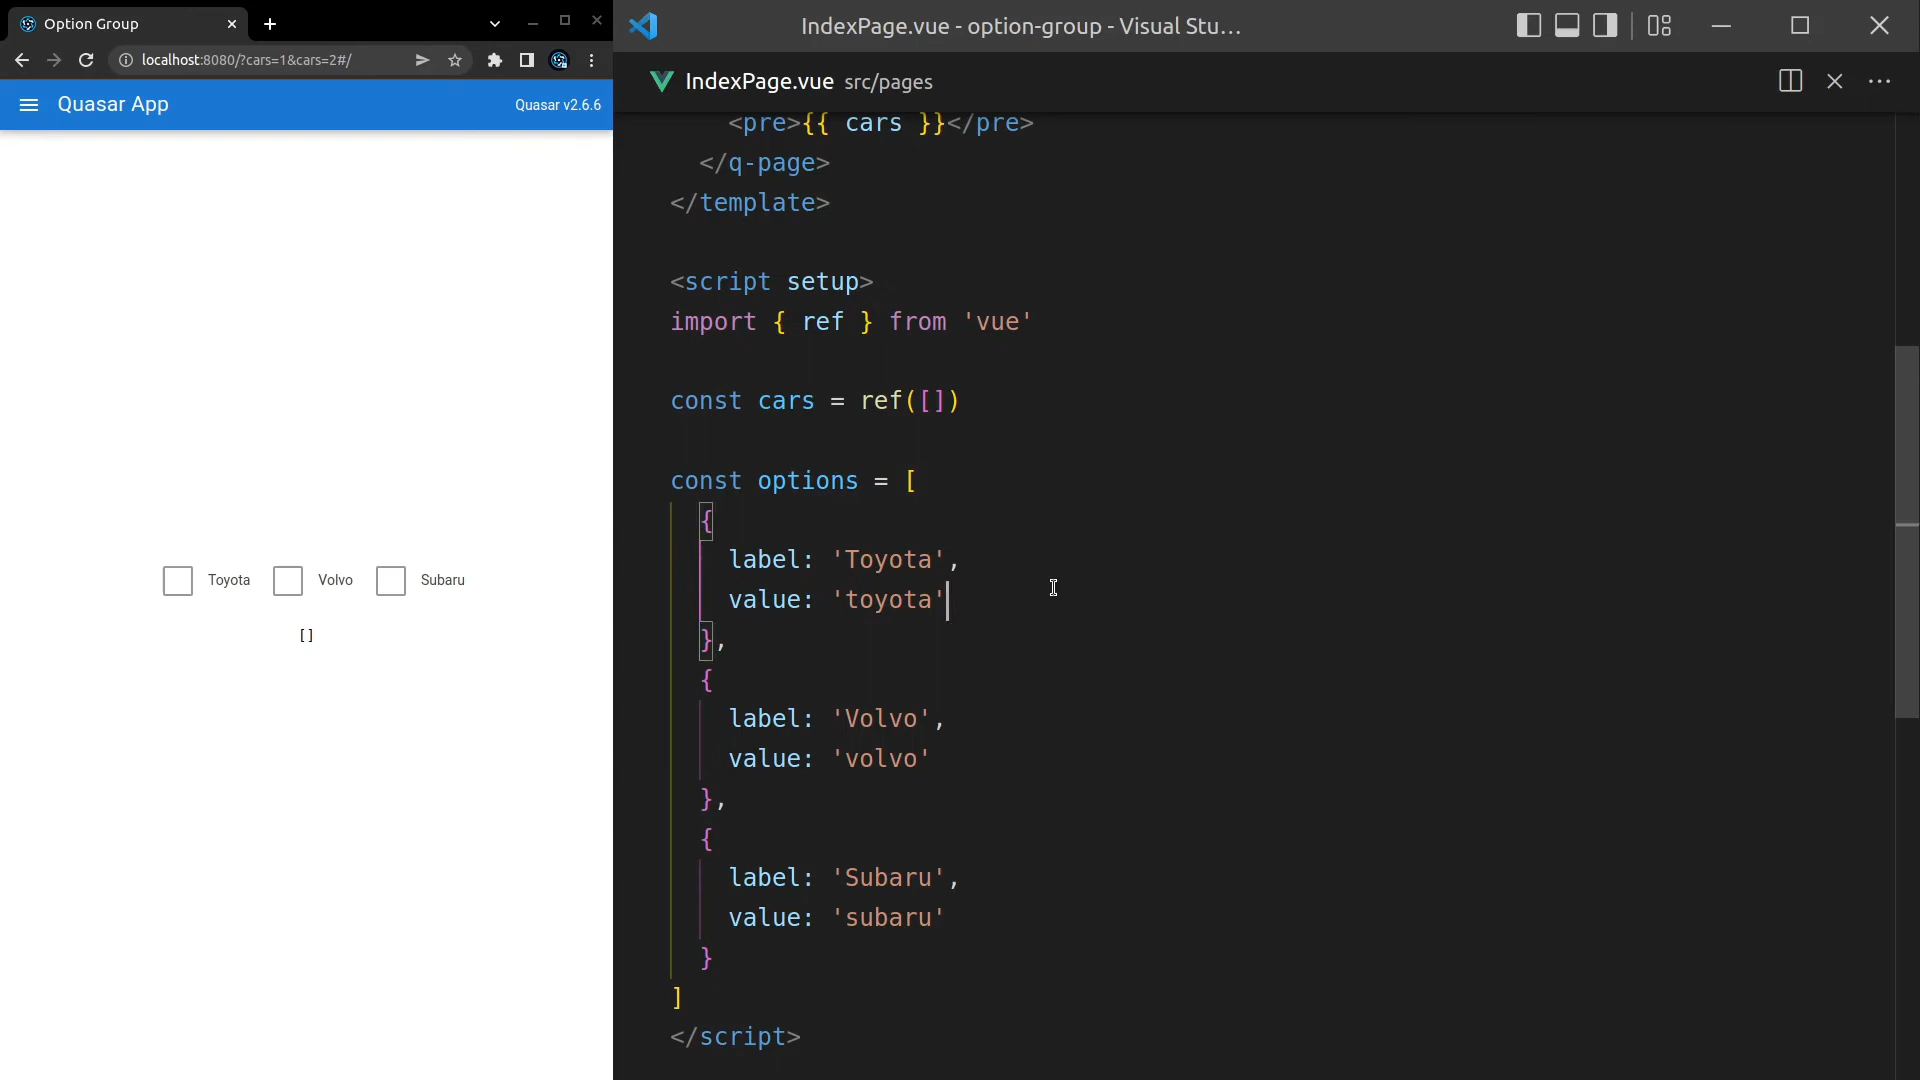 Option Group
localhost:8080/?cars=1&cars=2#/
Quasar App
Quasar v2.6.6
Toyota
Volvo
Subaru
[]
IndexPage.vue - option-group - Visual Stu…
IndexPage.vue src/pages
<pre>{{ cars }}</pre>
</q-page>
</template>
<script setup>
import { ref } from 'vue'
const cars = ref([])
const options = [
{
label: 'Toyota',
value: 'toyota'
},
{
label: 'Volvo',
value: 'volvo'
},
{
label: 'Subaru',
value: 'subaru'
}
]
</script>